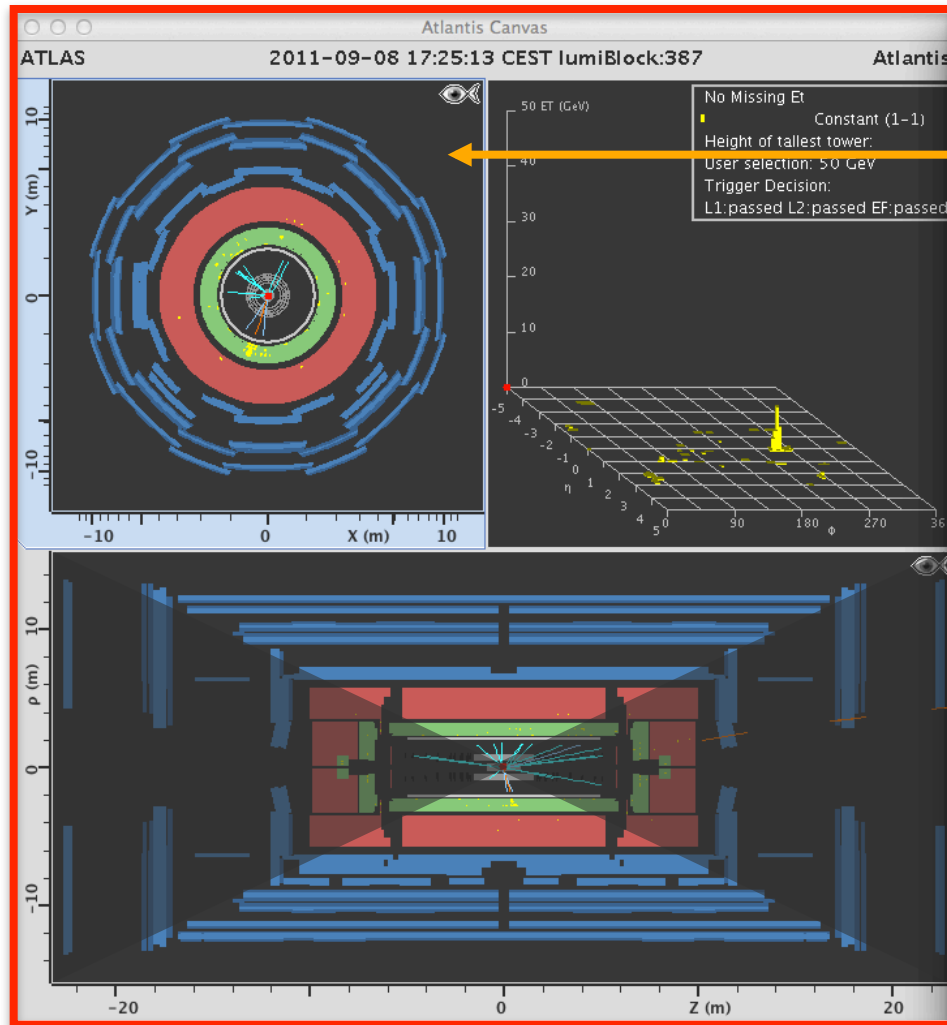 Atlantis Canvas
ATLAS 2011-09-08 17:25:13 CEST lumiBlock:387 Atlantis
10
Y (m)
0
-10
-10 0 X (m) 10
50 ET (GeV)
40
30
20
10
0
No Missing Et
Constant (1-1)
Height of tallest tower:
User selection: 50 GeV
Trigger Decision:
L1:passed L2:passed EF:passed
-5
-4
-3
-2
-1
0
1
2
3
4
5
η
0 90 180 Φ 270 36
10
ρ (m)
0
-10
-20 0 Z (m) 20